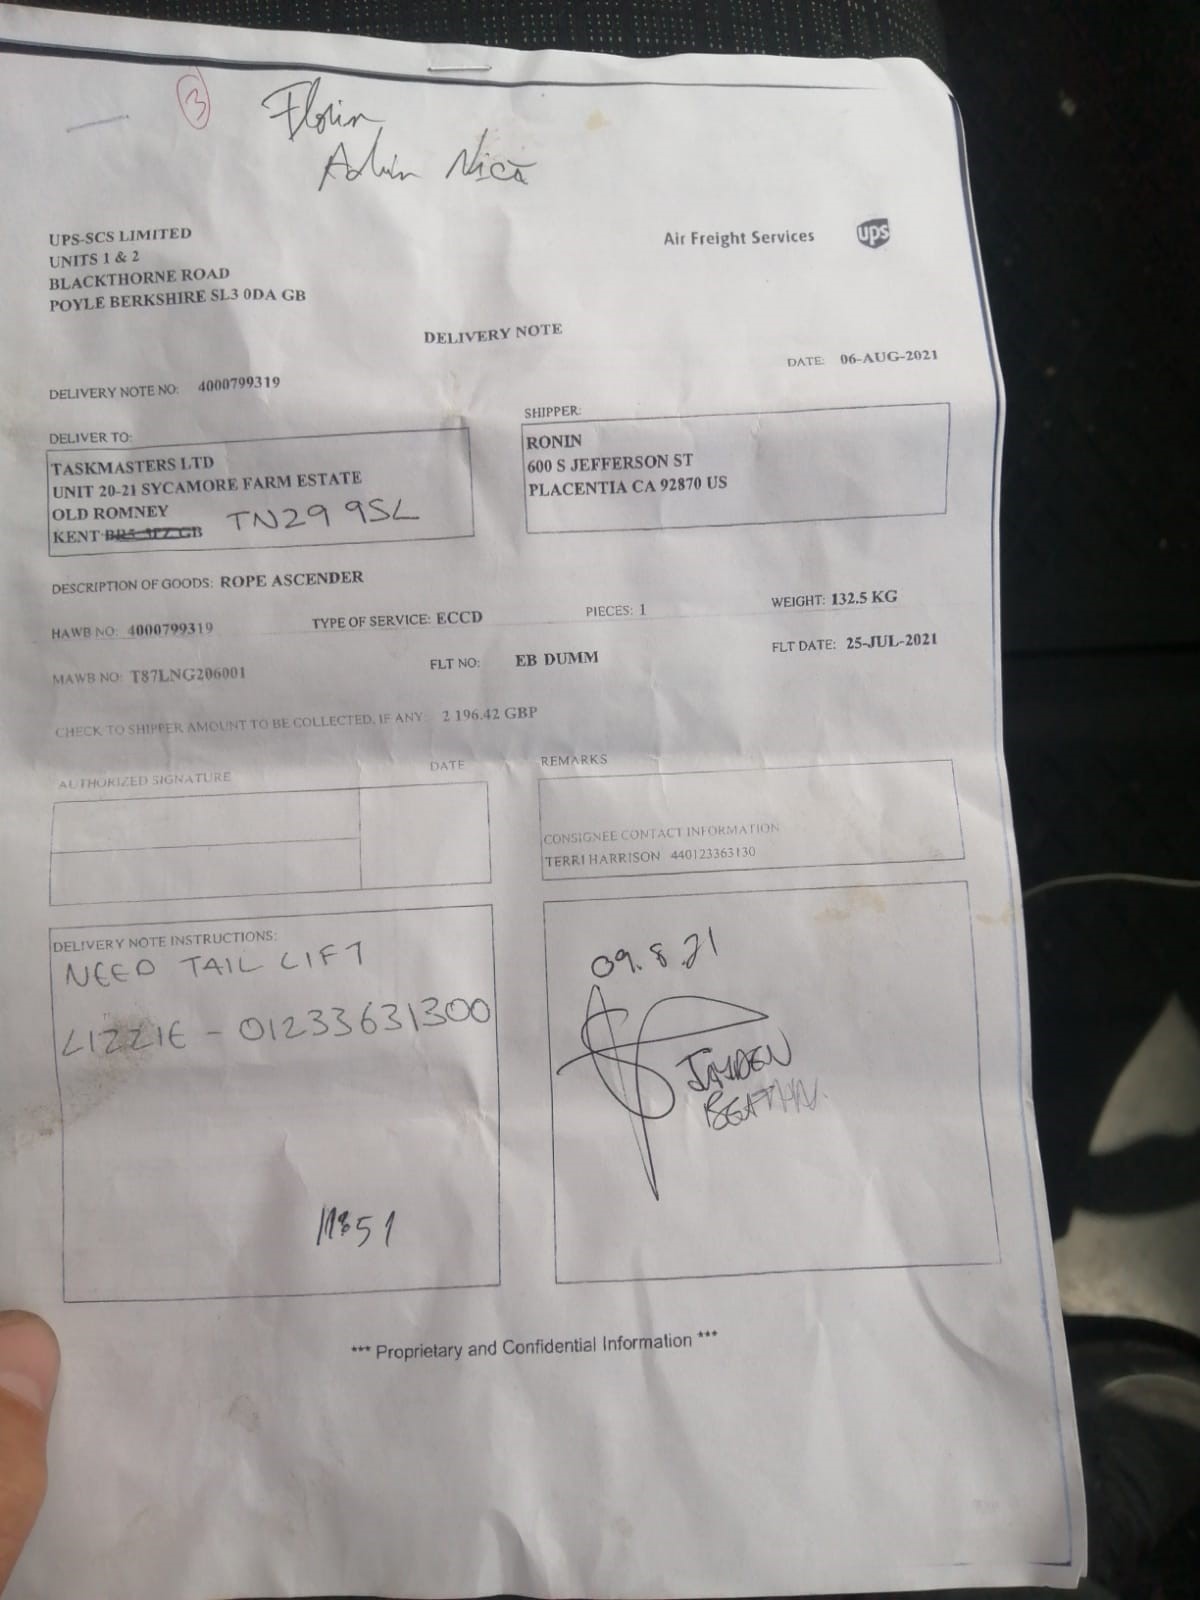 3
Florin
Adrian Nica
UPS-SCS LIMITED
UNITS 1 & 2
BLACKTHORNE ROAD
POYLE BERKSHIRE SL3 0DA GB
Air Freight Services
ups
DELIVERY NOTE
DATE: 06-AUG-2021
DELIVERY NOTE NO: 4000799319
DELIVER TO:
TASKMASTERS LTD
UNIT 20-21 SYCAMORE FARM ESTATE
OLD ROMNEY
KENT TN29 9SL
SHIPPER:
RONIN
600 S JEFFERSON ST
PLACENTIA CA 92870 US
DESCRIPTION OF GOODS: ROPE ASCENDER
HAWB NO: 4000799319 TYPE OF SERVICE: ECCD PIECES: 1 WEIGHT: 132.5 KG
MAWB NO: T87LNG206001 FLT NO: EB DUMM FLT DATE: 25-JUL-2021
CHECK TO SHIPPER AMOUNT TO BE COLLECTED, IF ANY: 2 196.42 GBP
AUTHORIZED SIGNATURE DATE
REMARKS
CONSIGNEE CONTACT INFORMATION
TERRI HARRISON 440123363130
DELIVERY NOTE INSTRUCTIONS:
NEED TAIL LIFT
LIZZIE - 01233631300
09.8.21
JAYDEN
*** Proprietary and Confidential Information ***